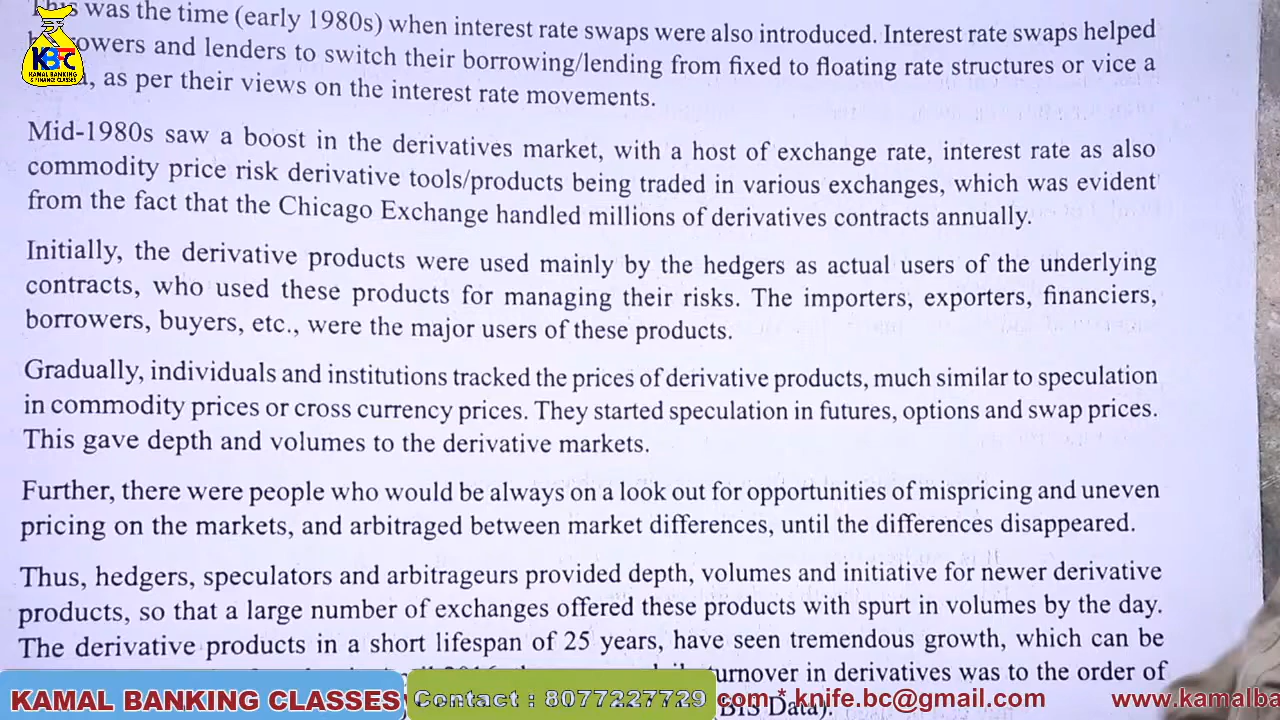 This was the time (early 1980s) when interest rate swaps were also introduced. Interest rate swaps helped
borrowers and lenders to switch their borrowing/lending from fixed to floating rate structures or vice a
, as per their views on the interest rate movements.
Mid-1980s saw a boost in the derivatives market, with a host of exchange rate, interest rate as also
commodity price risk derivative tools/products being traded in various exchanges, which was evident
from the fact that the Chicago Exchange handled millions of derivatives contracts annually.
Initially, the derivative products were used mainly by the hedgers as actual users of the underlying
contracts, who used these products for managing their risks. The importers, exporters, financiers,
borrowers, buyers, etc., were the major users of these products.
Gradually, individuals and institutions tracked the prices of derivative products, much similar to speculation
in commodity prices or cross currency prices. They started speculation in futures, options and swap prices.
This gave depth and volumes to the derivative markets.
Further, there were people who would be always on a look out for opportunities of mispricing and uneven
pricing on the markets, and arbitraged between market differences, until the differences disappeared.
Thus, hedgers, speculators and arbitrageurs provided depth, volumes and initiative for newer derivative
products, so that a large number of exchanges offered these products with spurt in volumes by the day.
The derivative products in a short lifespan of 25 years, have seen tremendous growth, which can be
turnover in derivatives was to the order of
BIS Data).
KBFC
KAMAL BANKING
& FINANCE CLASSES
KAMAL BANKING CLASSES
Contact : 8077227729
com * knife.bc@gmail.com
www.kamalba